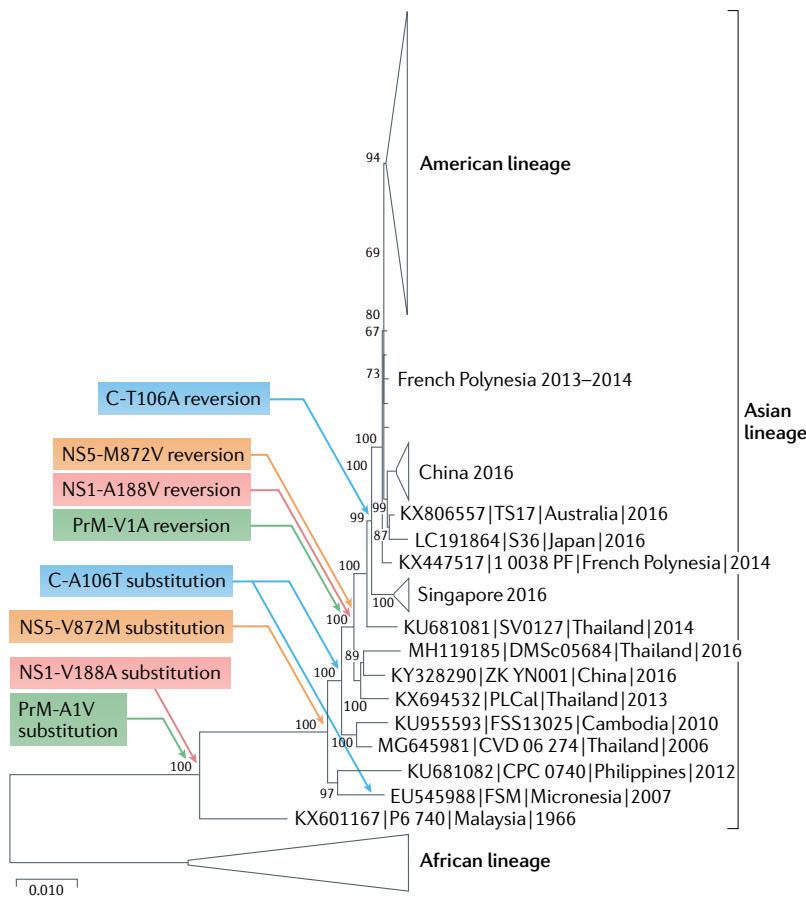 94
American lineage
69
80
67
73
French Polynesia 2013–2014
C-T106A reversion
Asian
lineage
100
NS5-M872V reversion
100
China 2016
NS1-A188V reversion
99
KX806557|TS17|Australia|2016
PrM-V1A reversion
99
87
LC191864|S36|Japan|2016
KX447517|1 0038 PF|French Polynesia|2014
100
C-A106T substitution
100
Singapore 2016
100
NS5-V872M substitution
KU681081|SV0127|Thailand|2014
MH119185|DMSc05684|Thailand|2016
89
NS1-V188A substitution
100
KY328290|ZK YN001|China|2016
100
KX694532|PLCal|Thailand|2013
PrM-A1V
substitution
100
KU955593|FSS13025|Cambodia|2010
100
MG645981|CVD 06 274|Thailand|2006
100
KU681082|CPC 0740|Philippines|2012
97
EU545988|FSM|Micronesia|2007
KX601167|P6 740|Malaysia|1966
African lineage
0.010